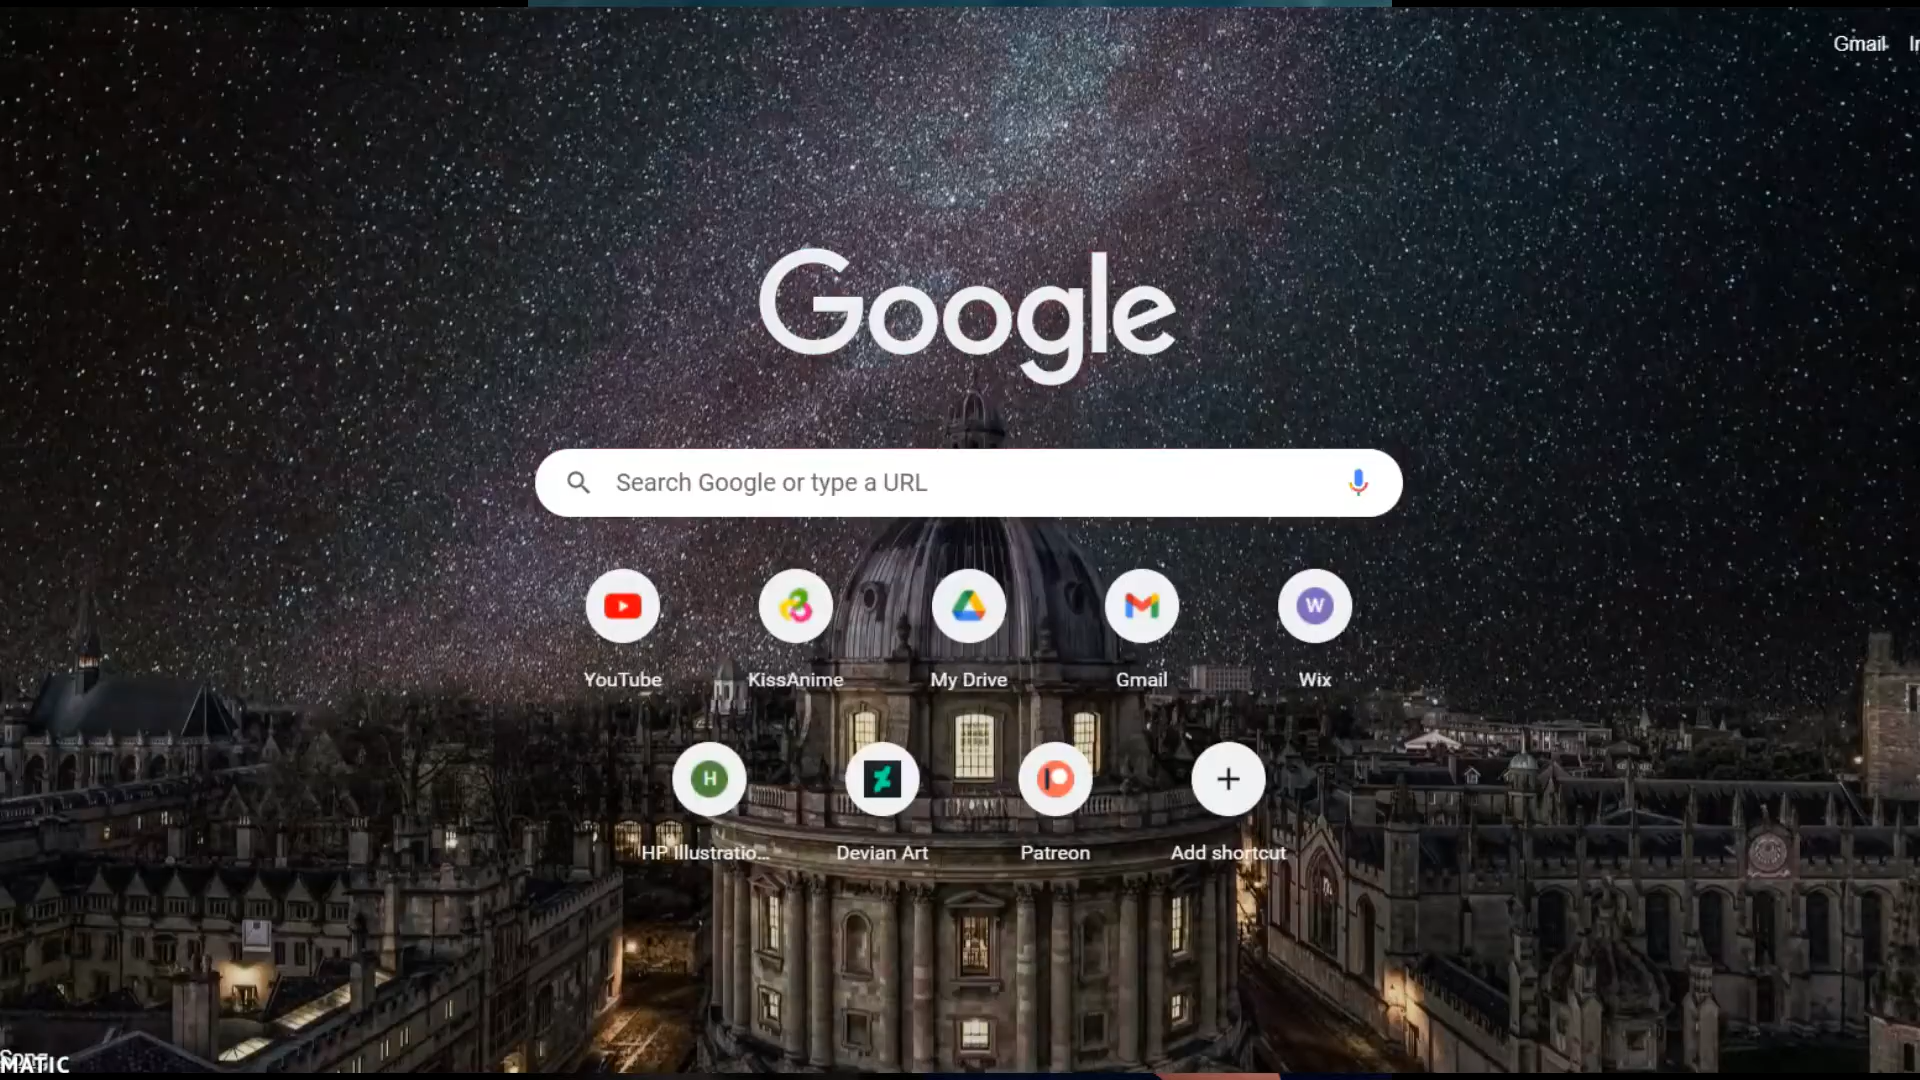 Gmail
Google
Search Google or type a URL
YouTube
KissAnime
My Drive
Gmail
W
Wix
H
HP Illustratio...
Devian Art
Patreon
Add shortcut
MATIC